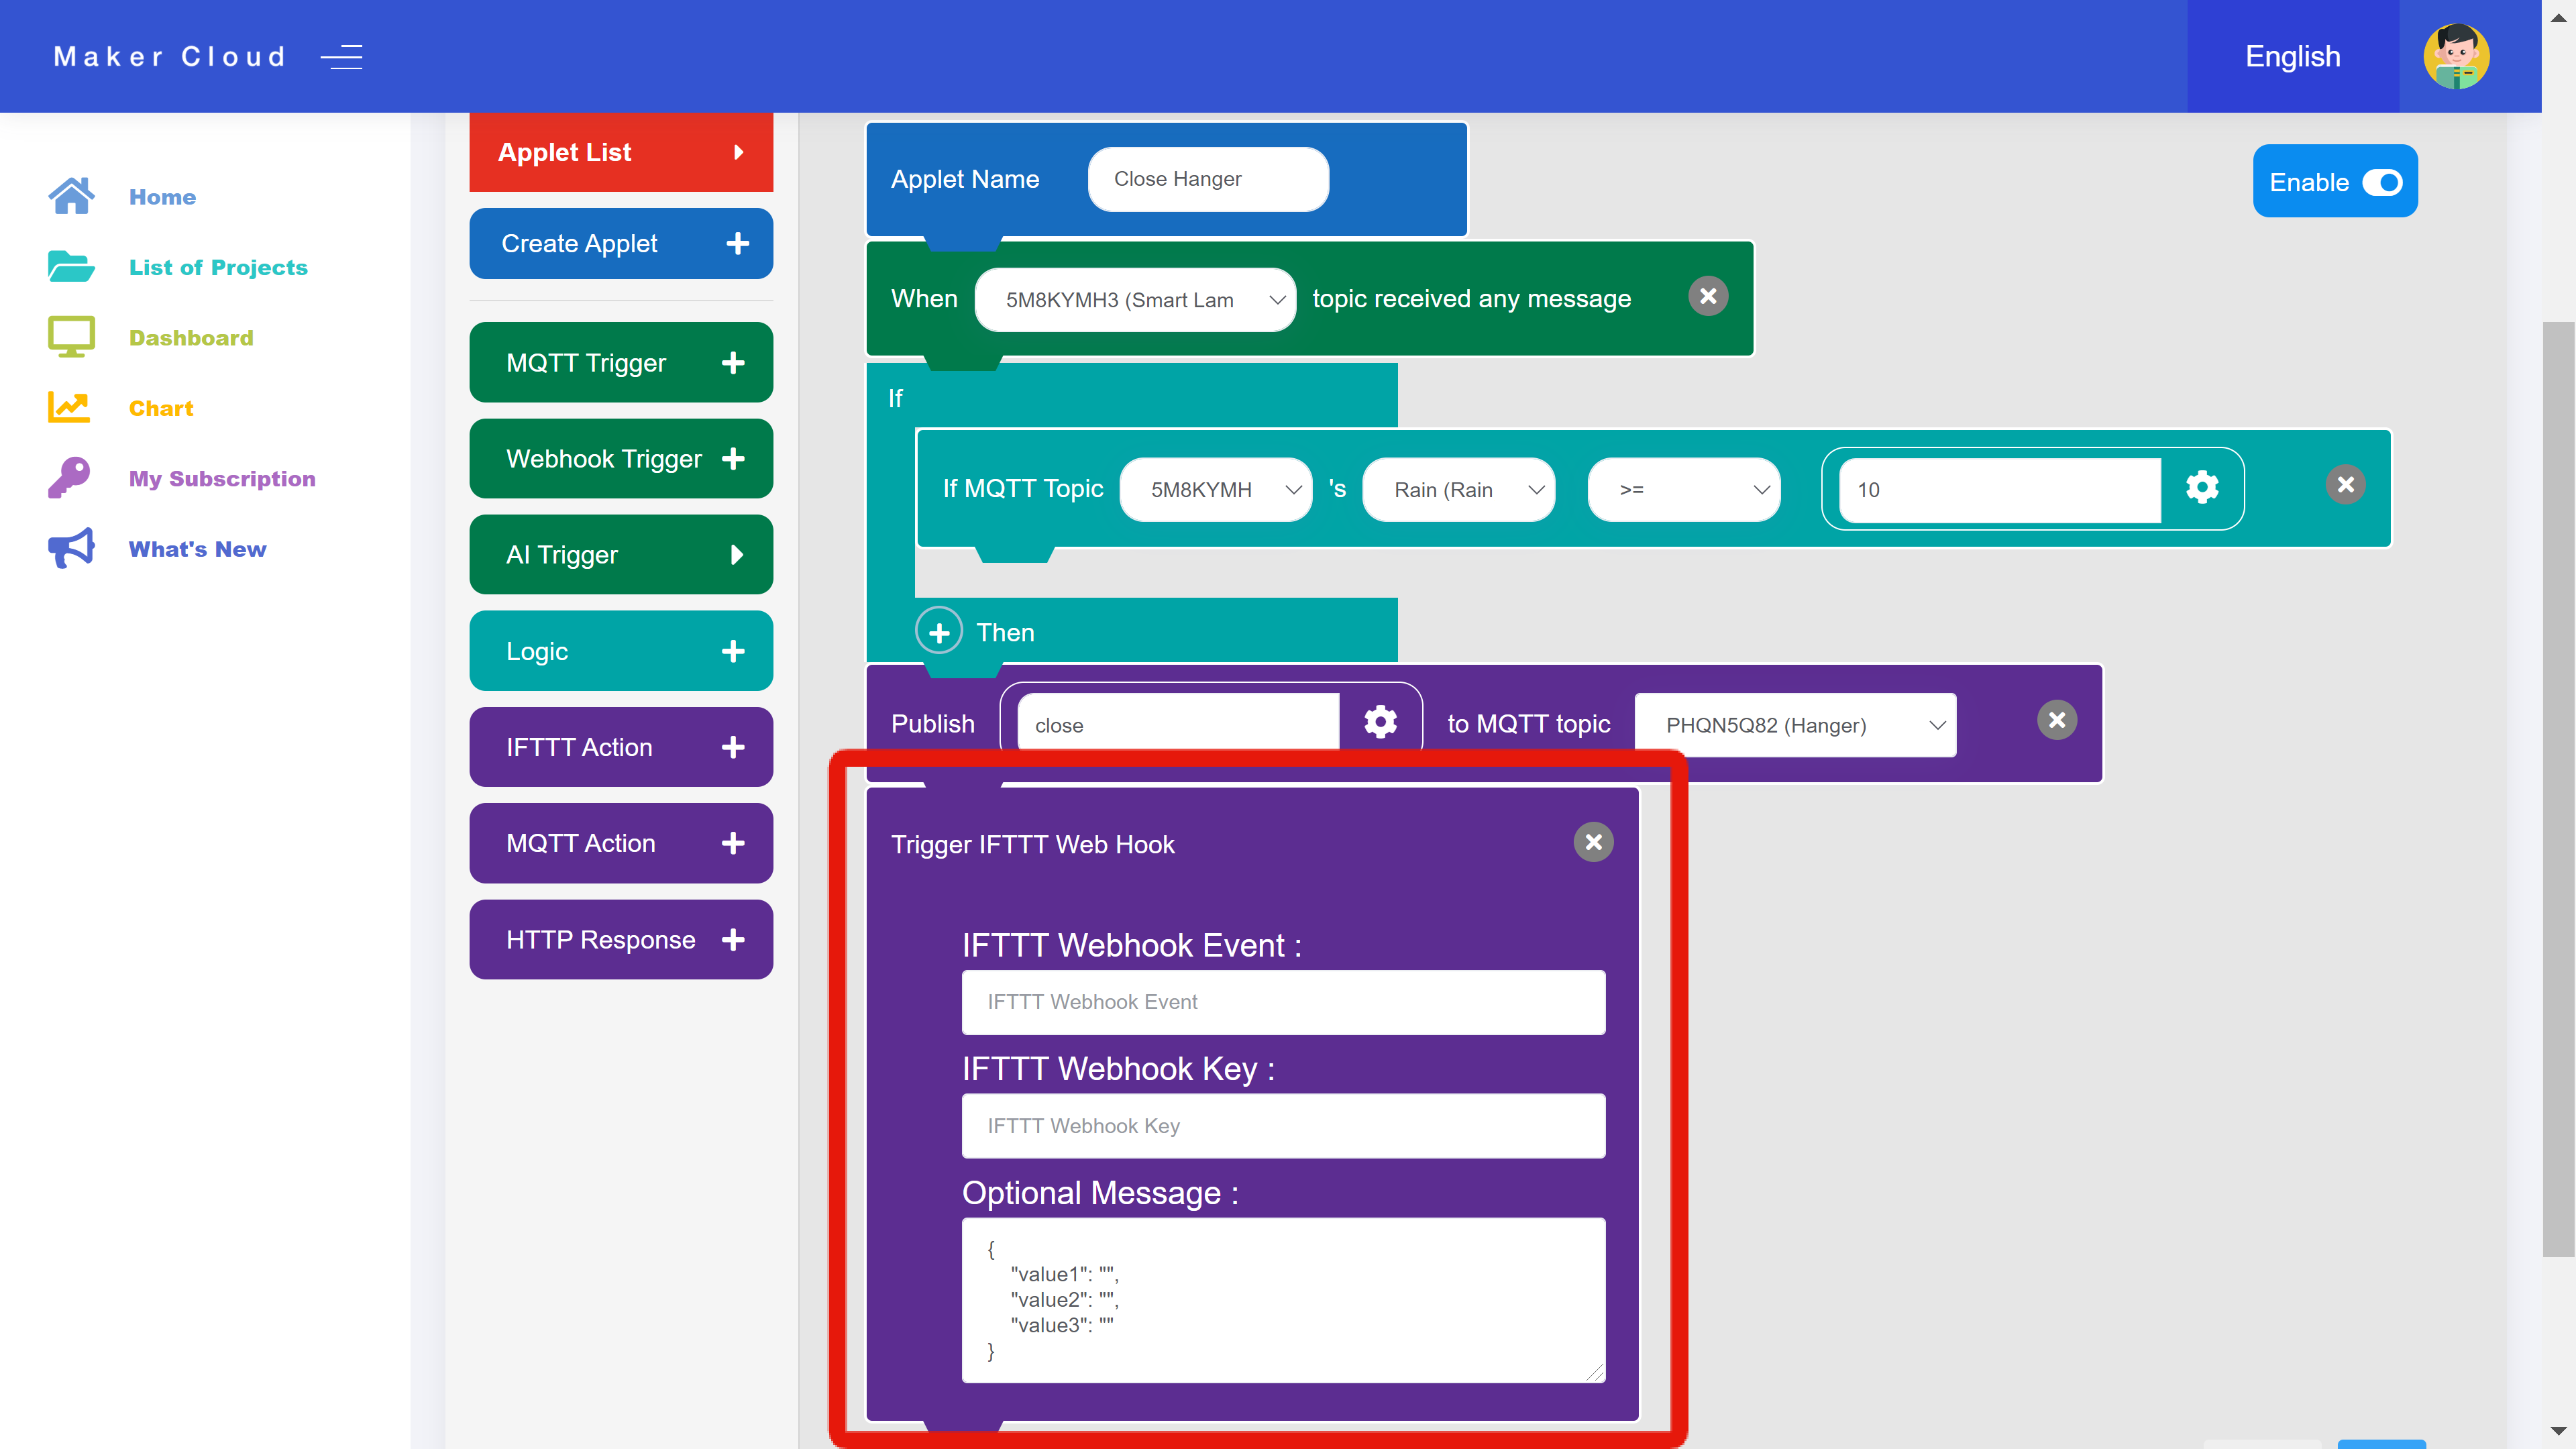 Maker Cloud
English
Home
List of Projects
Dashboard
Chart
My Subscription
What's New
Applet List
Create Applet
MQTT Trigger
Webhook Trigger
AI Trigger
Logic
IFTTT Action
MQTT Action
HTTP Response
Applet Name Close Hanger
Enable
When 5M8KYMH3 (Smart Lam topic received any message
If
If MQTT Topic 5M8KYMH 's Rain (Rain >= 10
Then
Publish close to MQTT topic PHQN5Q82 (Hanger)
Trigger IFTTT Web Hook
IFTTT Webhook Event :
IFTTT Webhook Event
IFTTT Webhook Key :
IFTTT Webhook Key
Optional Message :
{
"value1": "",
"value2": "",
"value3": ""
}